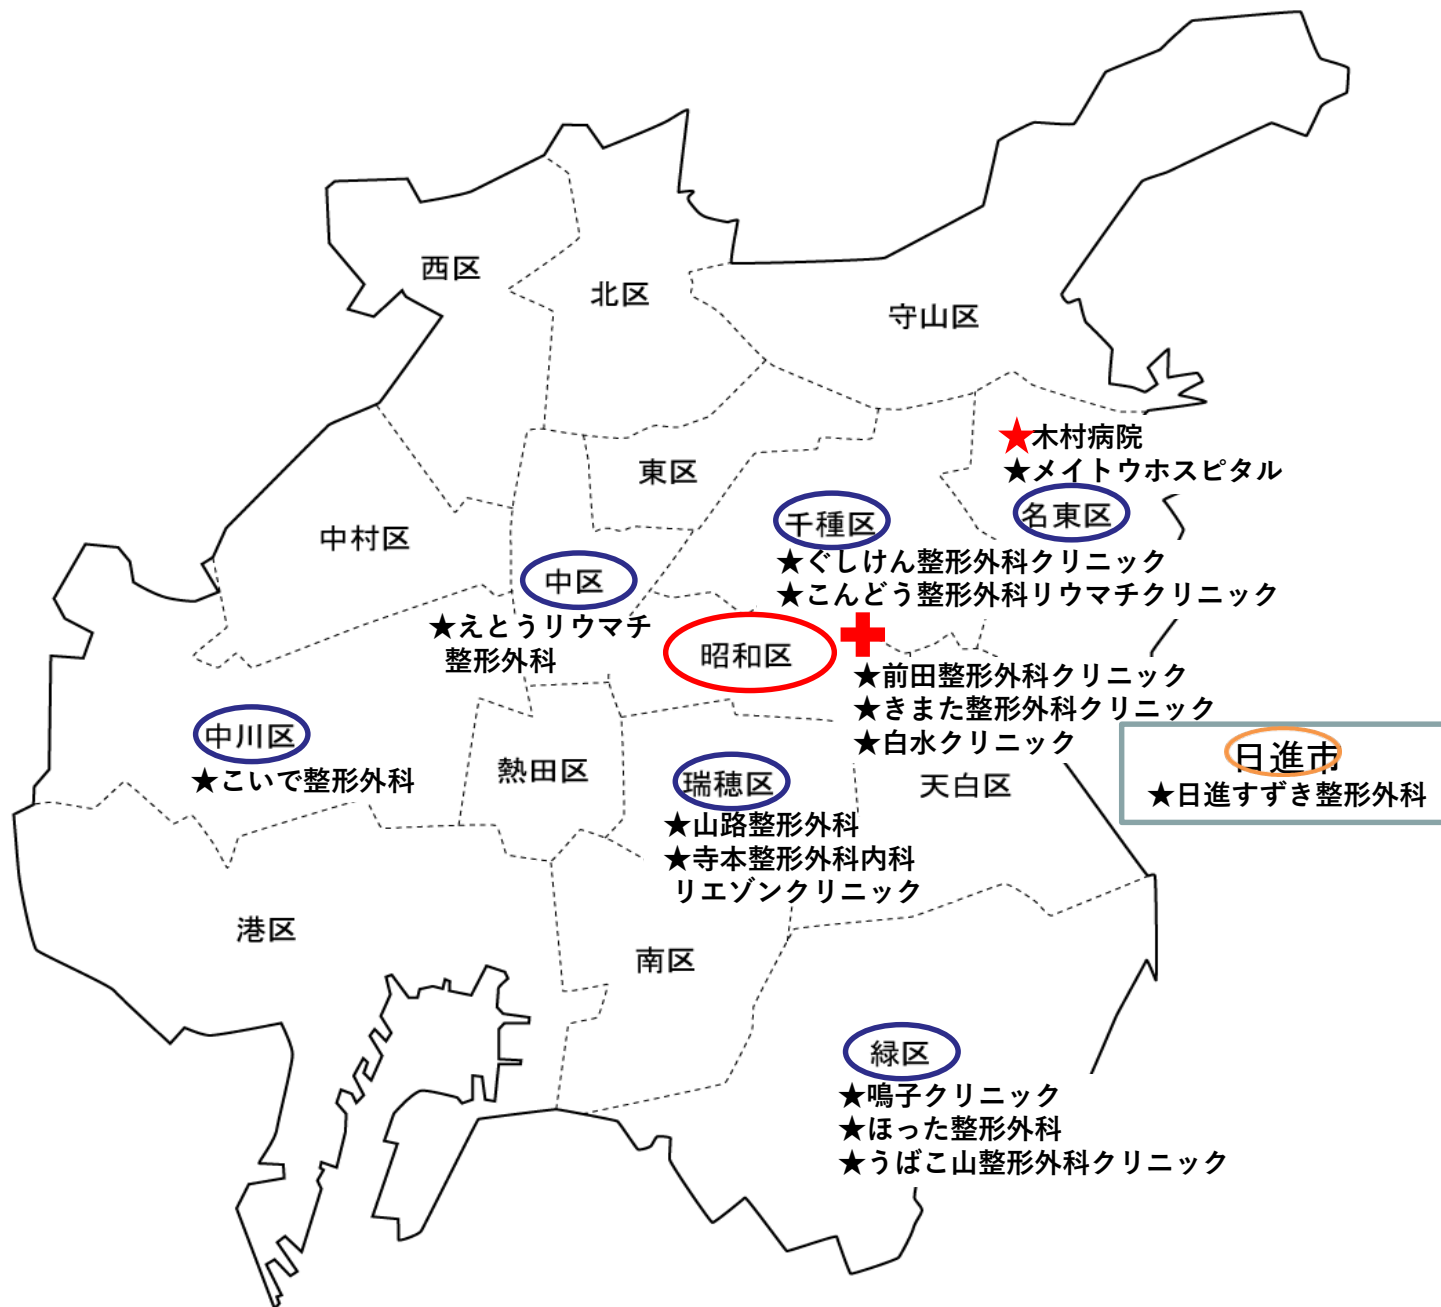 西区
北区
守山区
★木村病院
★メイトウホスピタル
東区
千種区
名東区
中村区
★ぐしけん整形外科クリニック
★こんどう整形外科リウマチクリニック
中区
★えとうリウマチ
整形外科
昭和区
★前田整形外科クリニック
★きまた整形外科クリニック
★白水クリニック
中川区
★こいで整形外科
熱田区
瑞穂区
天白区
日進市
★日進すずき整形外科
★山路整形外科
★寺本整形外科内科
リエゾンクリニック
港区
南区
緑区
★鳴子クリニック
★ほった整形外科
★うばこ山整形外科クリニック